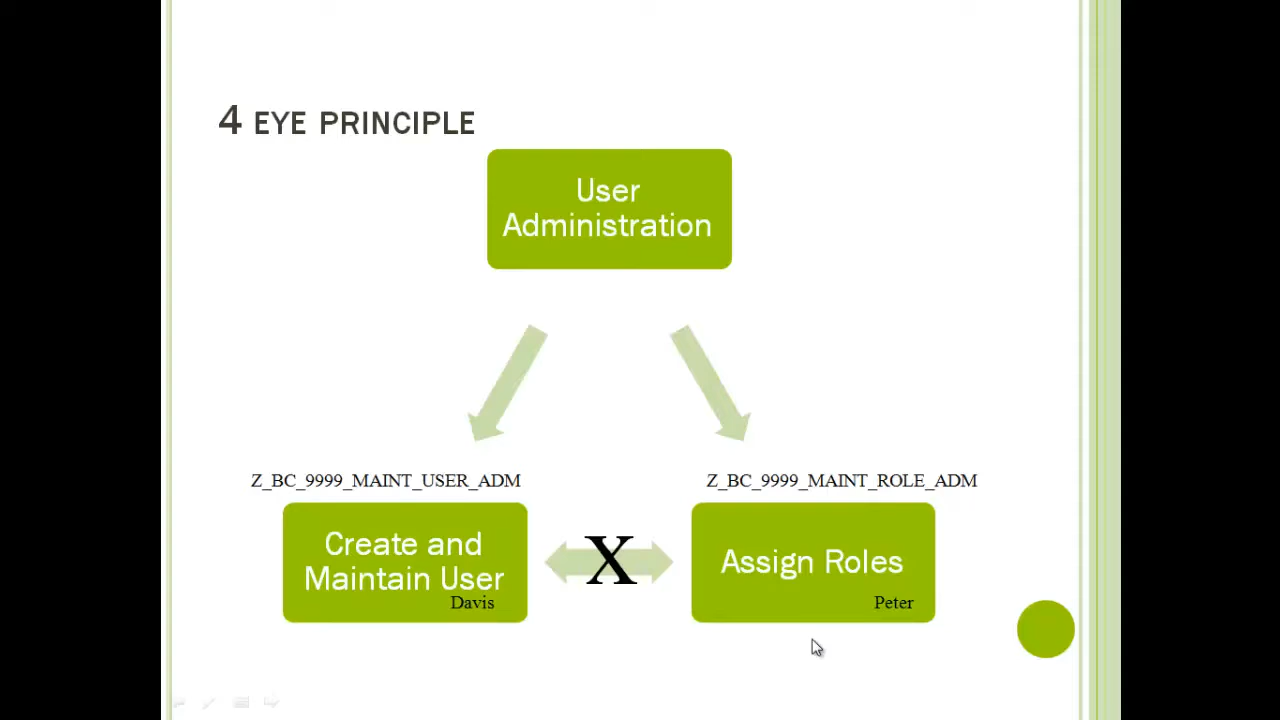 4 EYE PRINCIPLE
User
Administration
Z_BC_9999_MAINT_USER_ADM
Z_BC_9999_MAINT_ROLE_ADM
Create and
Maintain User
Davis
X
Assign Roles
Peter